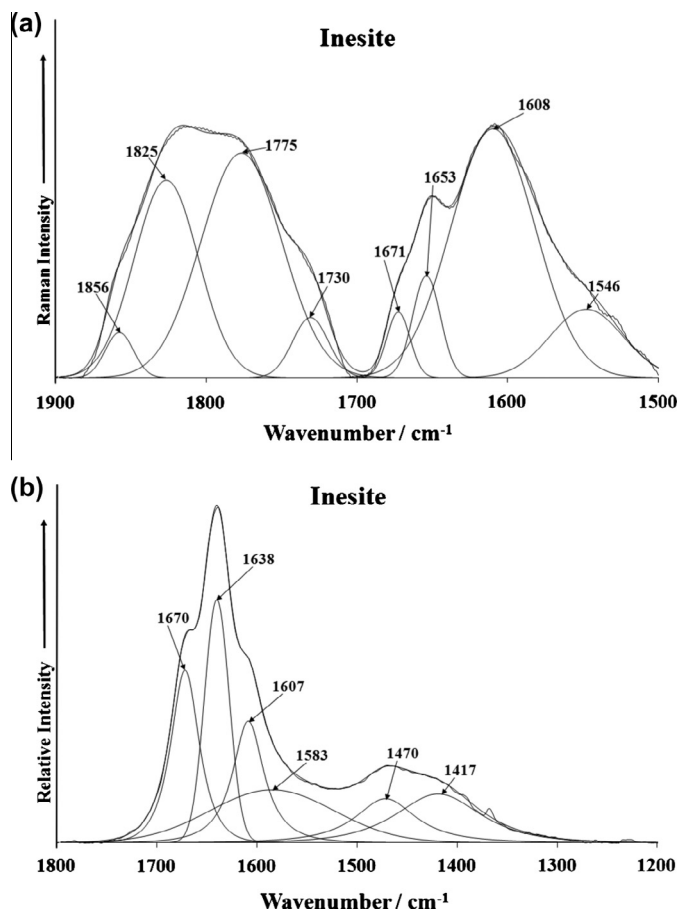 (a)
Inesite
Raman Intensity
1825
1775
1608
1653
1671
1856
1730
1546
1900 1800 1700 1600 1500
Wavenumber / cm-1
(b)
Inesite
Relative Intensity
1638
1670
1607
1583
1470
1417
1800 1700 1600 1500 1400 1300 1200
Wavenumber / cm-1